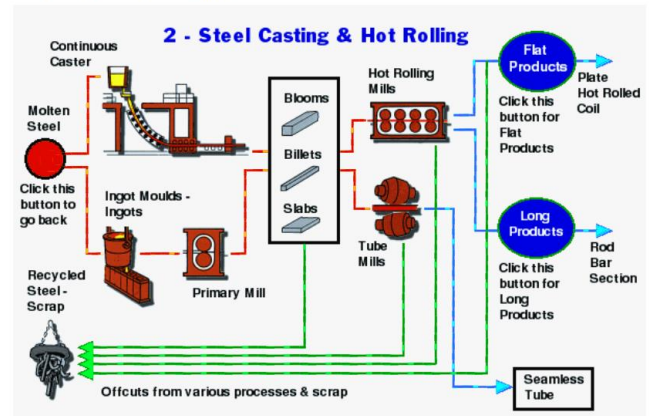 2 - Steel Casting & Hot Rolling
Continuous
Caster
Molten
Steel
Click this
button to
go back
Ingot Moulds -
Ingots
Primary Mill
Recycled
Steel -
Scrap
Blooms
Billets
Slabs
Hot Rolling
Mills
Tube
Mills
Flat
Products
Click this
button for
Flat
Products
Plate
Hot Rolled
Coil
Long
Products
Click this
button for
Long
Products
Rod
Bar
Section
Seamless
Tube
Offcuts from various processes & scrap